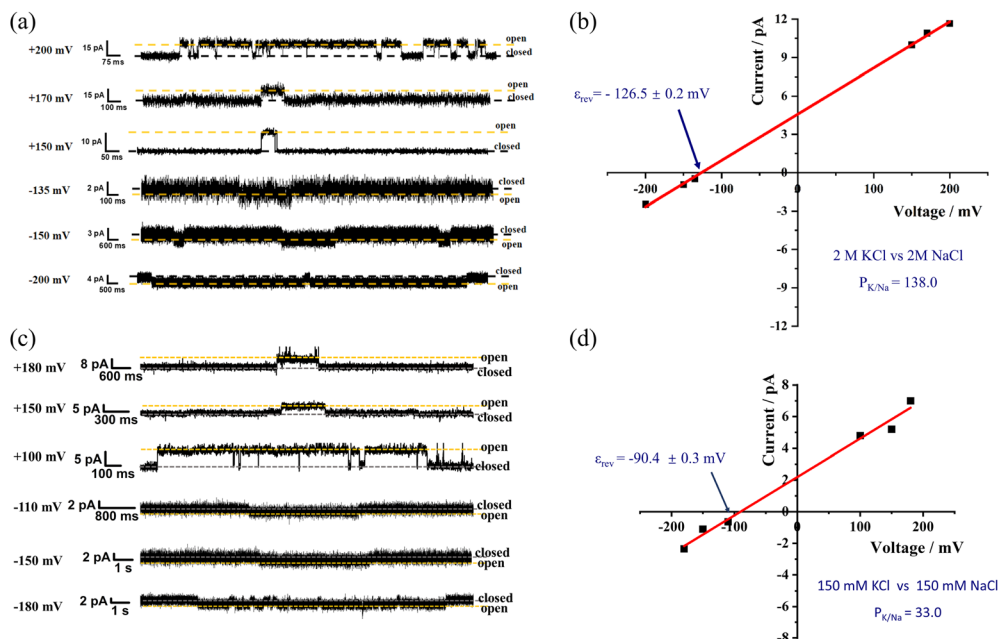 (a)
+200 mV
15 pA
75 ms
open
closed
+170 mV
15 pA
100 ms
open
closed
+150 mV
10 pA
50 ms
open
closed
-135 mV
2 pA
100 ms
closed
open
-150 mV
3 pA
600 ms
closed
open
-200 mV
4 pA
500 ms
closed
open
(b)
Current / pA
12
9
6
3
0
-3
-6
-9
-12
-200
-100
0
100
200
Voltage / mV
εrev= - 126.5 ± 0.2 mV
2 M KCl vs 2M NaCl
PK/Na = 138.0
(c)
+180 mV
8 pA
600 ms
open
closed
+150 mV
5 pA
300 ms
open
closed
+100 mV
5 pA
100 ms
open
closed
-110 mV
2 pA
800 ms
closed
open
-150 mV
2 pA
1 s
closed
open
-180 mV
2 pA
1 s
closed
open
(d)
Current / pA
8
6
4
2
0
-2
-4
-6
-8
-200
-100
0
100
200
Voltage / mV
εrev= -90.4 ± 0.3 mV
150 mM KCl vs 150 mM NaCl
PK/Na = 33.0